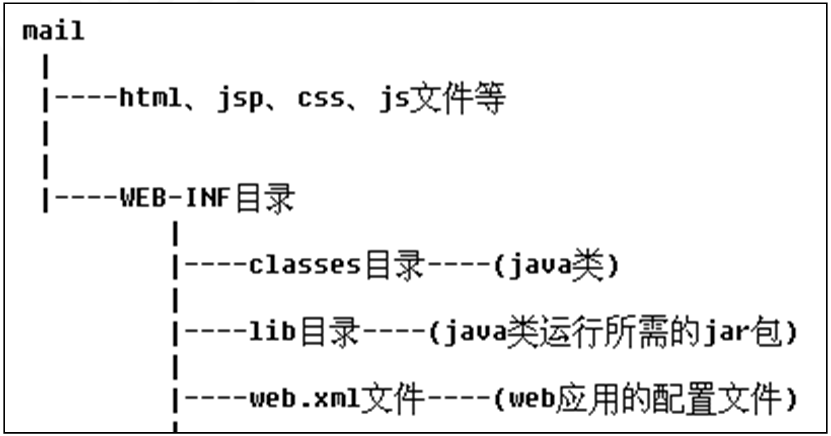 mail
|----html、jsp、css、js文件等
|----WEB-INF目录
|----classes目录----(java类)
|----lib目录----(java类运行所需的jar包)
|----web.xml文件----(web应用的配置文件)